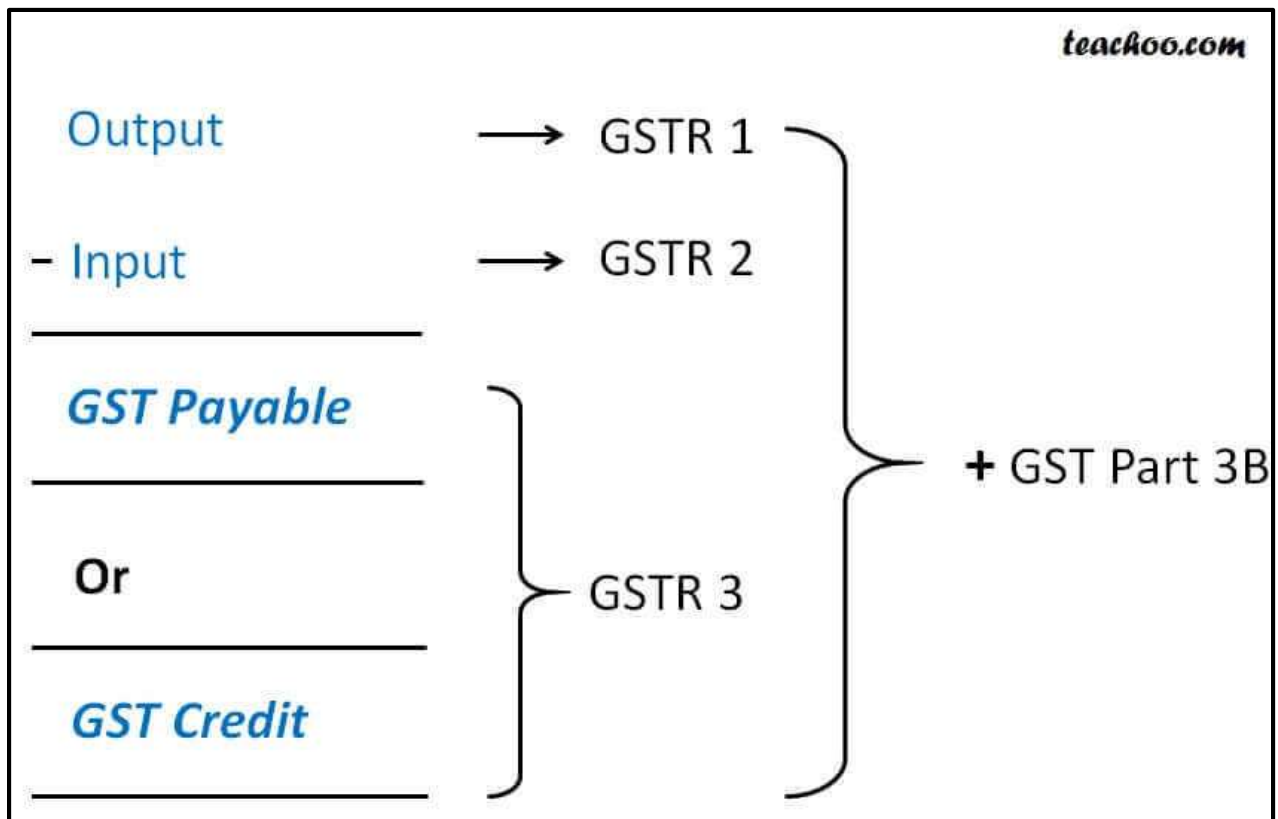 teachoo.com
Output → GSTR 1
- Input → GSTR 2
GST Payable
+ GST Part 3B
Or
GSTR 3
GST Credit